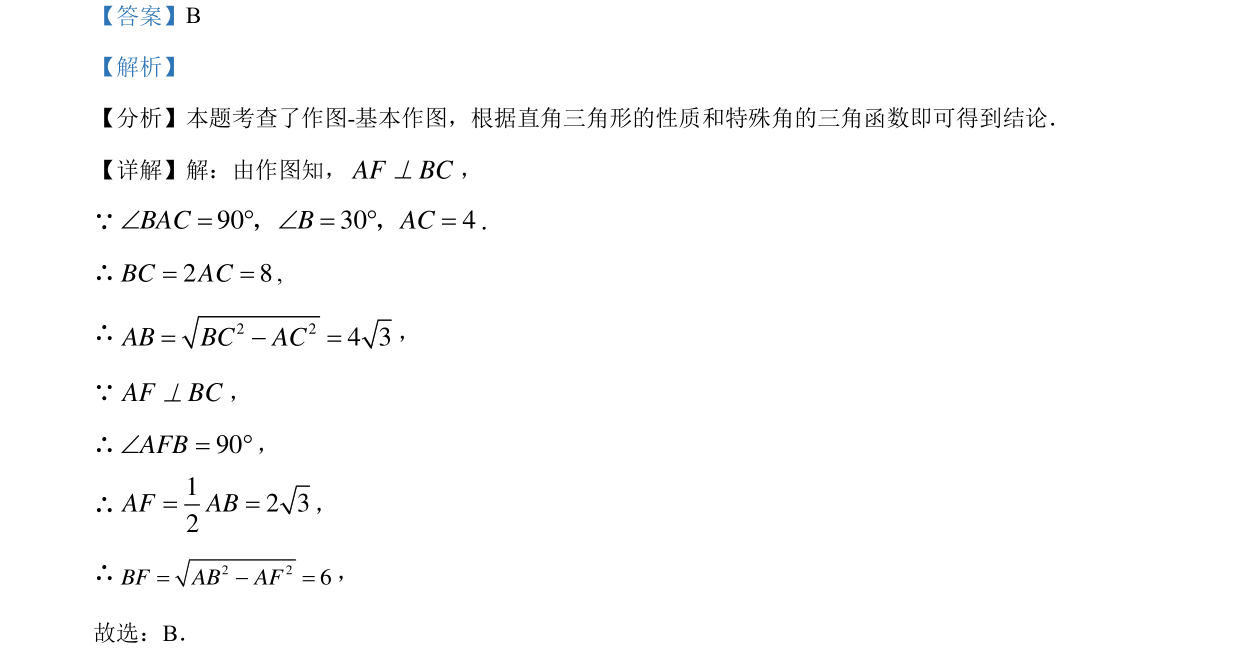 【答案】B
【解析】
【分析】本题考查了作图-基本作图，根据直角三角形的性质和特殊角的三角函数即可得到结论．
【详解】解：由作图知， AF ⊥ BC ，
∵ ∠BAC = 90°，∠B = 30°，AC = 4 .
∴ BC = 2AC = 8 ,
∴ AB = √(BC² − AC²) = 4√3 ，
∵ AF ⊥ BC ，
∴ ∠AFB = 90° ，
∴ AF = 1/2 AB = 2√3 ，
∴ BF = √(AB² − AF²) = 6 ，
故选：B．